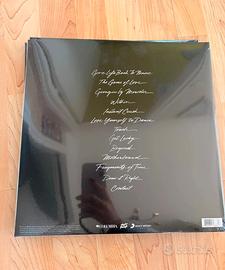 Give Life Back To Music
The Game of Love
Giorgio by Moroder
Within
Instant Crush
Lose Yourself to Dance
Touch
Get Lucky
Beyond
Motherboard
Fragments of Time
Doin' it Right
Contact
COLUMBIA